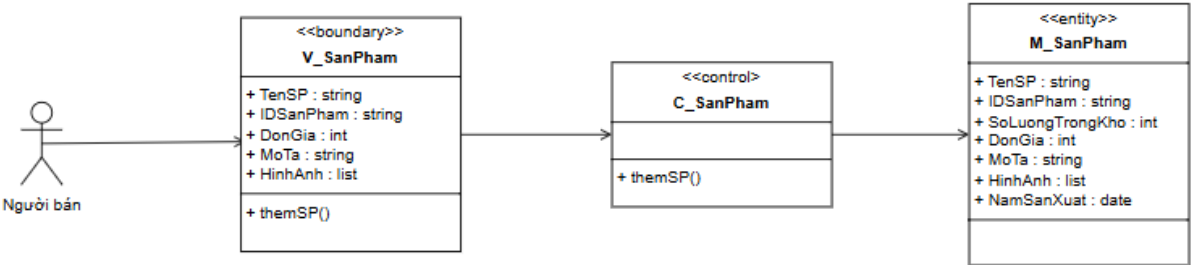 Người bán
<<boundary>>
V_SanPham
+ TenSP : string
+ IDSanPham : string
+ DonGia : int
+ MoTa : string
+ HinhAnh : list
+ themSP()
<<control>
C_SanPham
+ themSP()
<<entity>>
M_SanPham
+ TenSP : string
+ IDSanPham : string
+ SoLuongTrongKho : int
+ DonGia : int
+ MoTa : string
+ HinhAnh : list
+ NamSanXuat : date